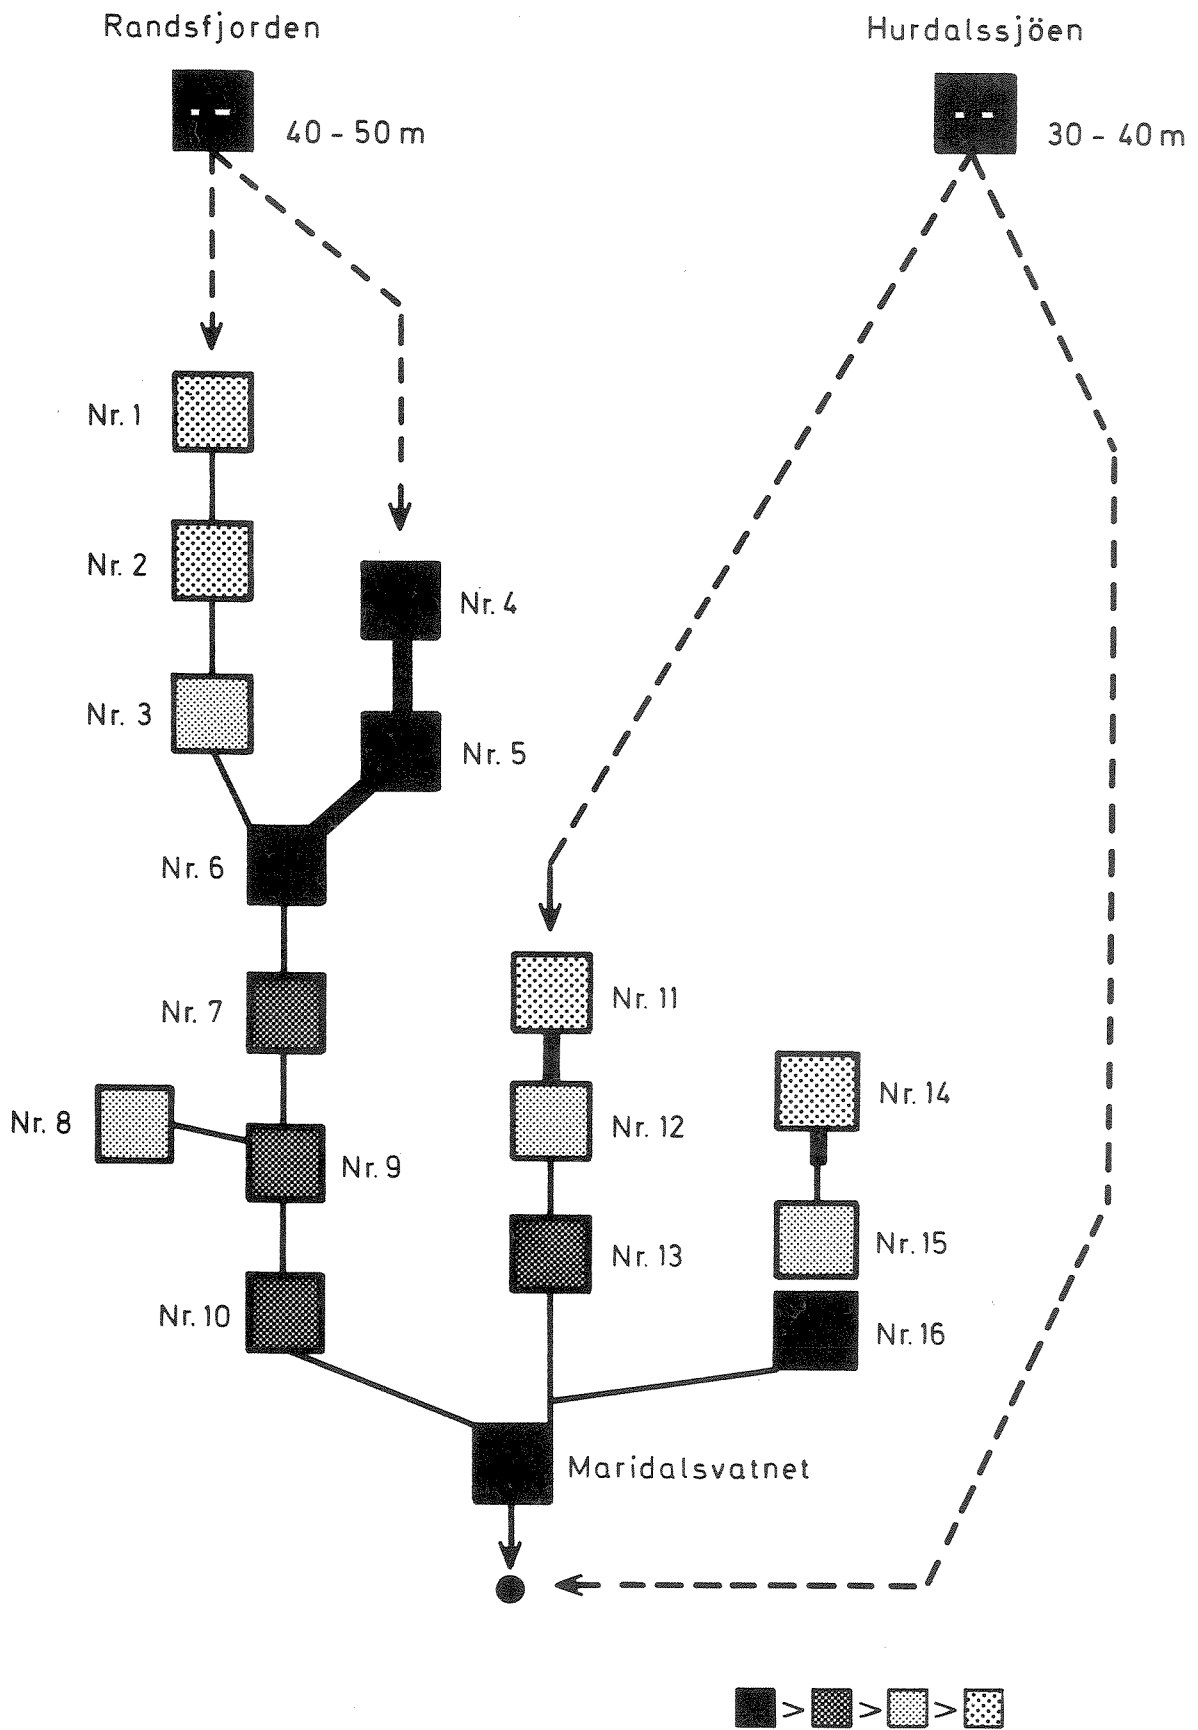 Randsfjorden
Hurdalssjöen
40 - 50 m
30 - 40 m
Nr. 1
Nr. 2
Nr. 4
Nr. 3
Nr. 5
Nr. 6
Nr. 11
Nr. 7
Nr. 14
Nr. 8
Nr. 12
Nr. 9
Nr. 15
Nr. 13
Nr. 10
Nr. 16
Maridalsvatnet
> > >